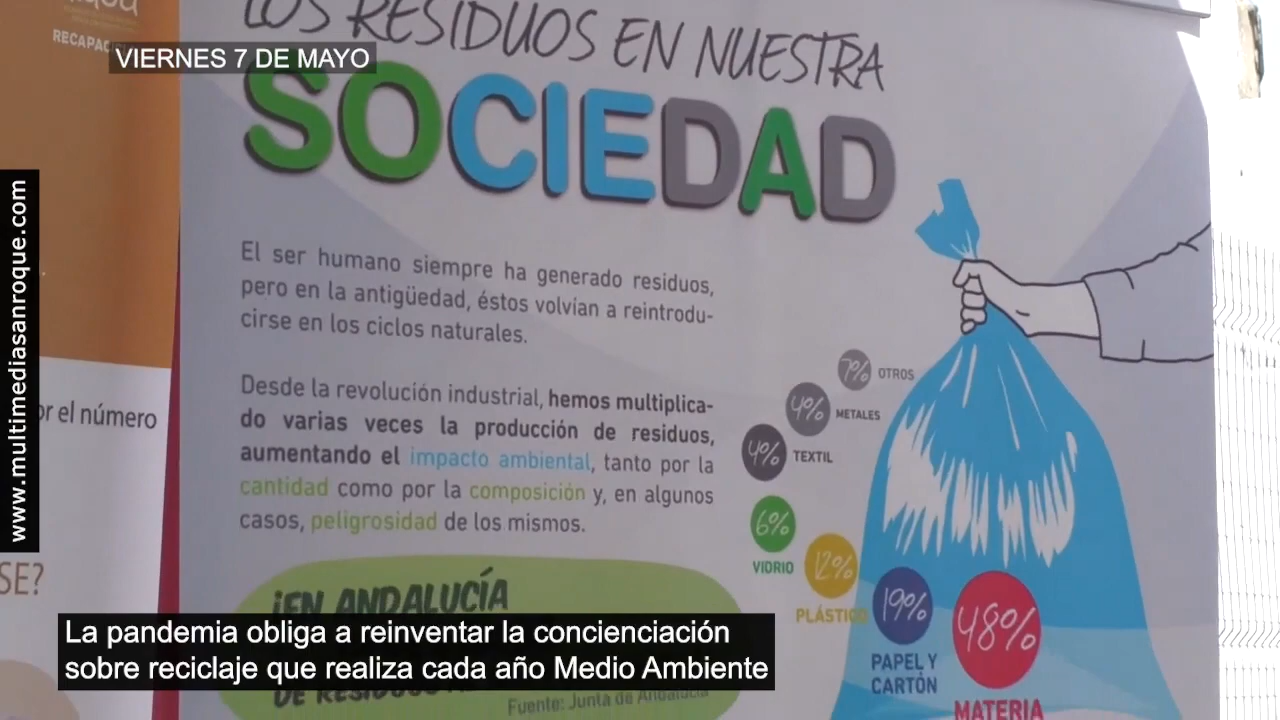 RECAPAC
VIERNES 7 DE MAYO
LOS RESIDUOS EN NUESTRA
SOCIEDAD
www.multimediasanroque.com
El ser humano siempre ha generado residuos,
pero en la antigüedad, éstos volvían a reintrodu-
cirse en los ciclos naturales.
Desde la revolución industrial, hemos multiplica-
do varias veces la producción de residuos,
aumentando el impacto ambiental, tanto por la
cantidad como por la composición y, en algunos
casos, peligrosidad de los mismos.
or el número
SE?
7% OTROS
4% METALES
4% TEXTIL
6%
VIDRIO
12%
PLÁSTICO
19%
PAPEL Y
CARTÓN
48%
MATERIA
¡EN ANDALUCÍA
La pandemia obliga a reinventar la concienciación
sobre reciclaje que realiza cada año Medio Ambiente
DE RESIDUOS
Fuente: Junta de Andalucía